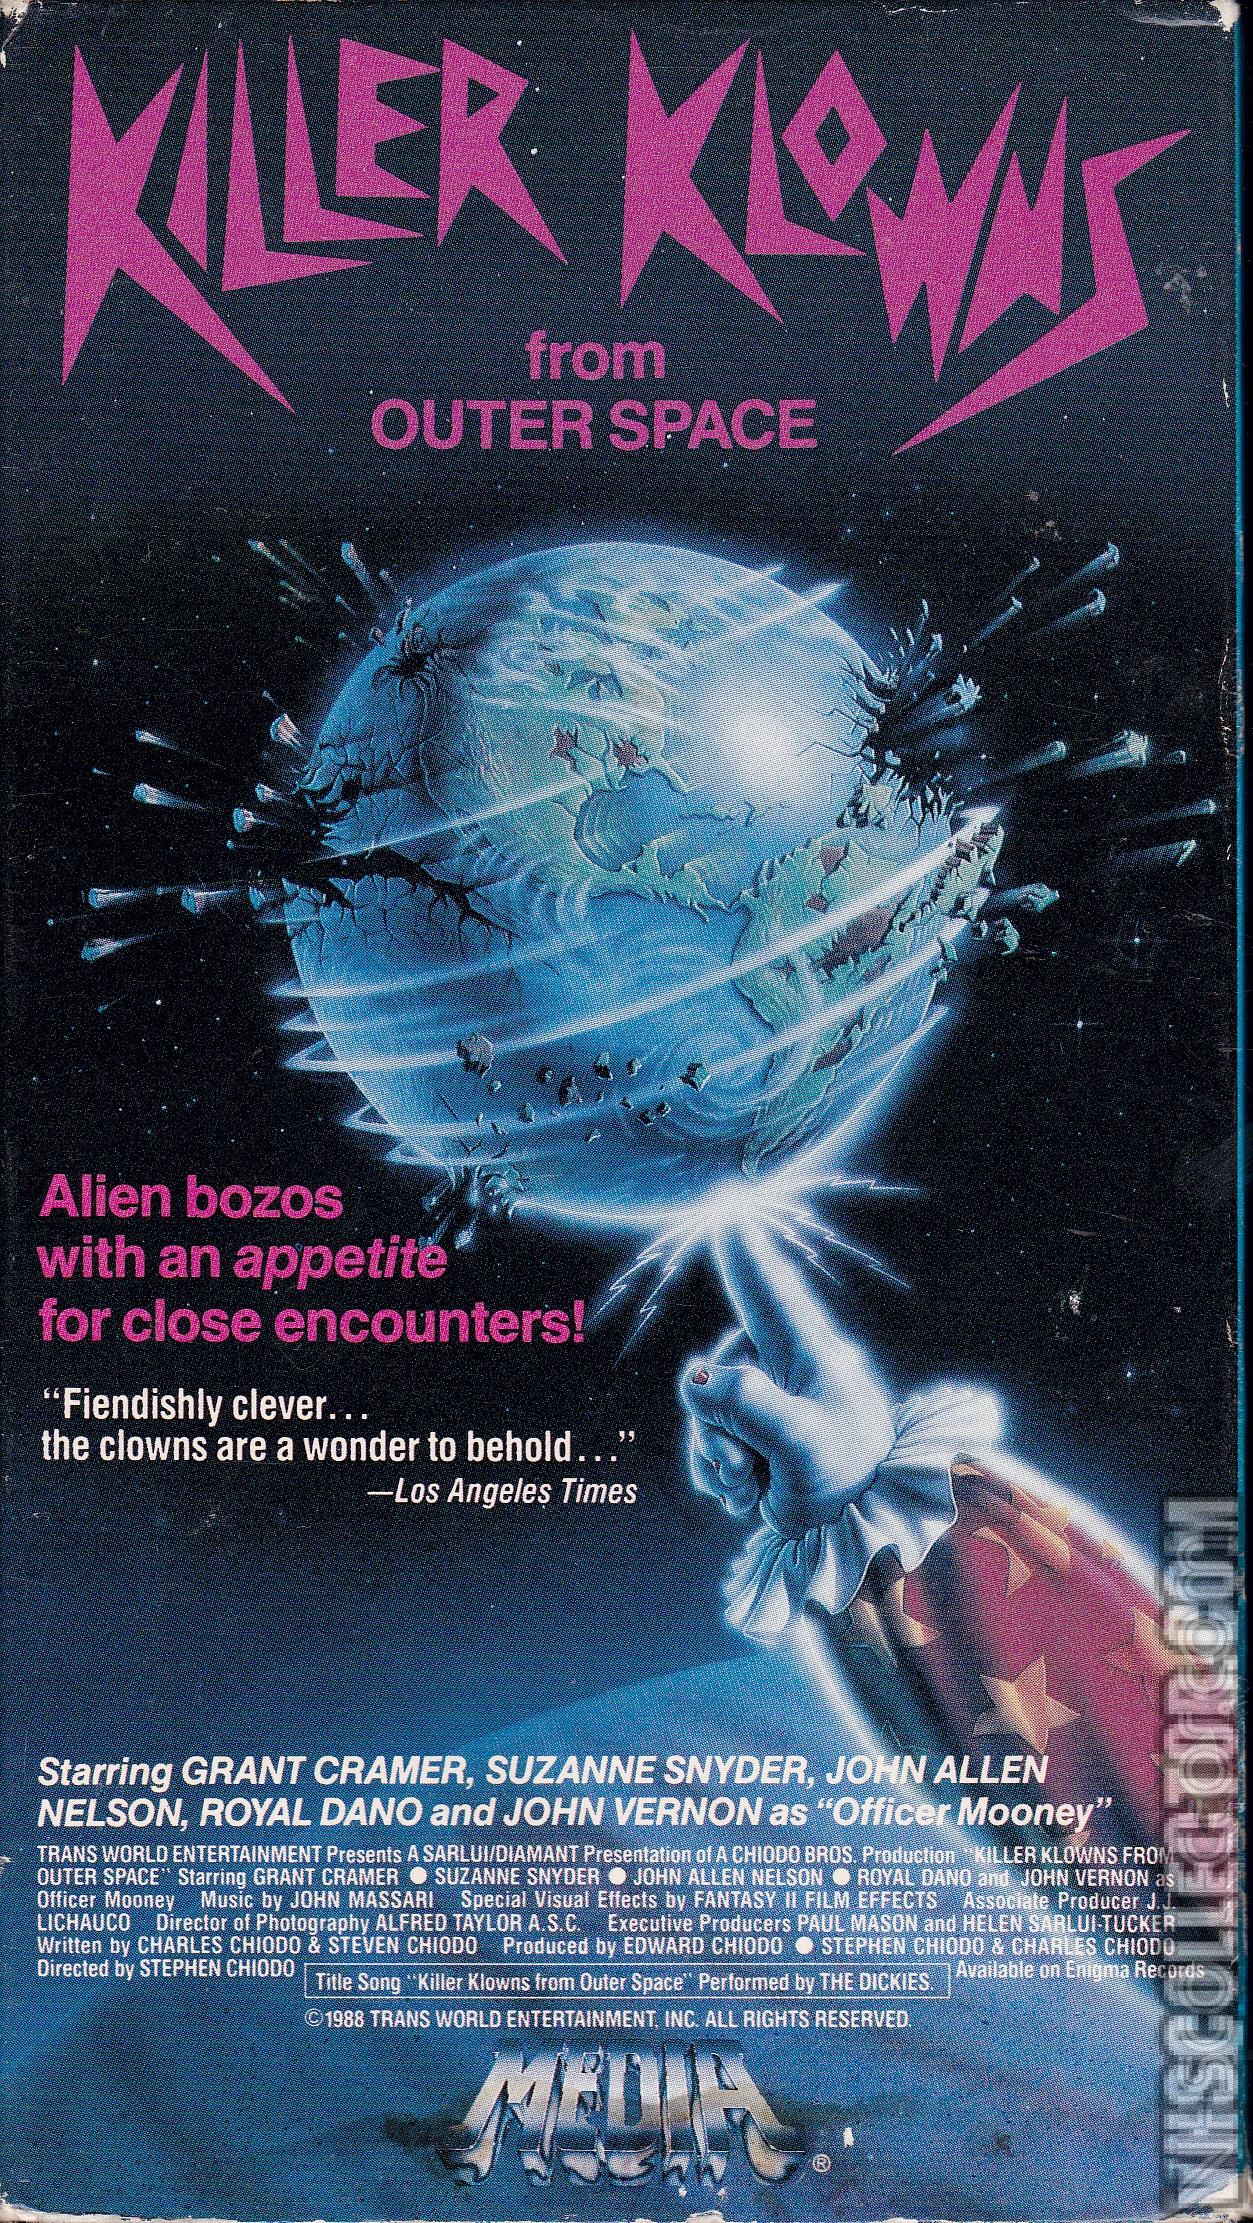 KILLER KLOWNS
from
OUTER SPACE
Alien bozos
with an appetite
for close encounters!
“Fiendishly clever...
the clowns are a wonder to behold...”
—Los Angeles Times
Starring GRANT CRAMER, SUZANNE SNYDER, JOHN ALLEN
NELSON, ROYAL DANO and JOHN VERNON as “Officer Mooney”
TRANS WORLD ENTERTAINMENT Presents A SARLUI/DIAMANT Presentation of A CHIODO BROS. Production “KILLER KLOWNS FROM
OUTER SPACE” Starring GRANT CRAMER ● SUZANNE SNYDER ● JOHN ALLEN NELSON ● ROYAL DANO and JOHN VERNON as
Officer Mooney Music by JOHN MASSARI Special Visual Effects by FANTASY II FILM EFFECTS Associate Producer J.J.
LICHAUCO Director of Photography ALFRED TAYLOR A.S.C. Executive Producers PAUL MASON and HELEN SARLUI-TUCKER
Written by CHARLES CHIODO & STEVEN CHIODO Produced by EDWARD CHIODO ● STEPHEN CHIODO & CHARLES CHIODO
Directed by STEPHEN CHIODO Title Song “Killer Klowns from Outer Space” Performed by THE DICKIES. Available on Enigma Records
©1988 TRANS WORLD ENTERTAINMENT, INC. ALL RIGHTS RESERVED.
MEDIA®
VHSCOLLECTOR.COM